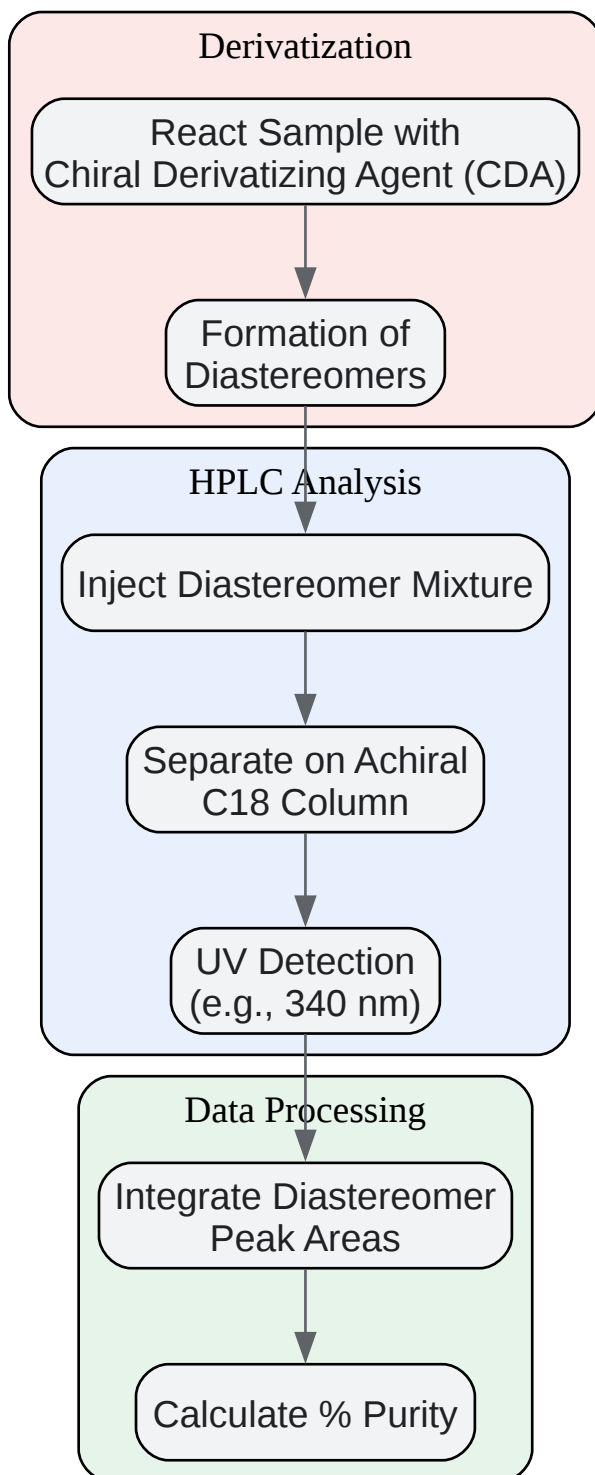 Derivatization
React Sample with
Chiral Derivatizing Agent (CDA)
Formation of
Diastereomers
HPLC Analysis
Inject Diastereomer Mixture
Separate on Achiral
C18 Column
UV Detection
(e.g., 340 nm)
Data Processing
Integrate Diastereomer
Peak Areas
Calculate % Purity